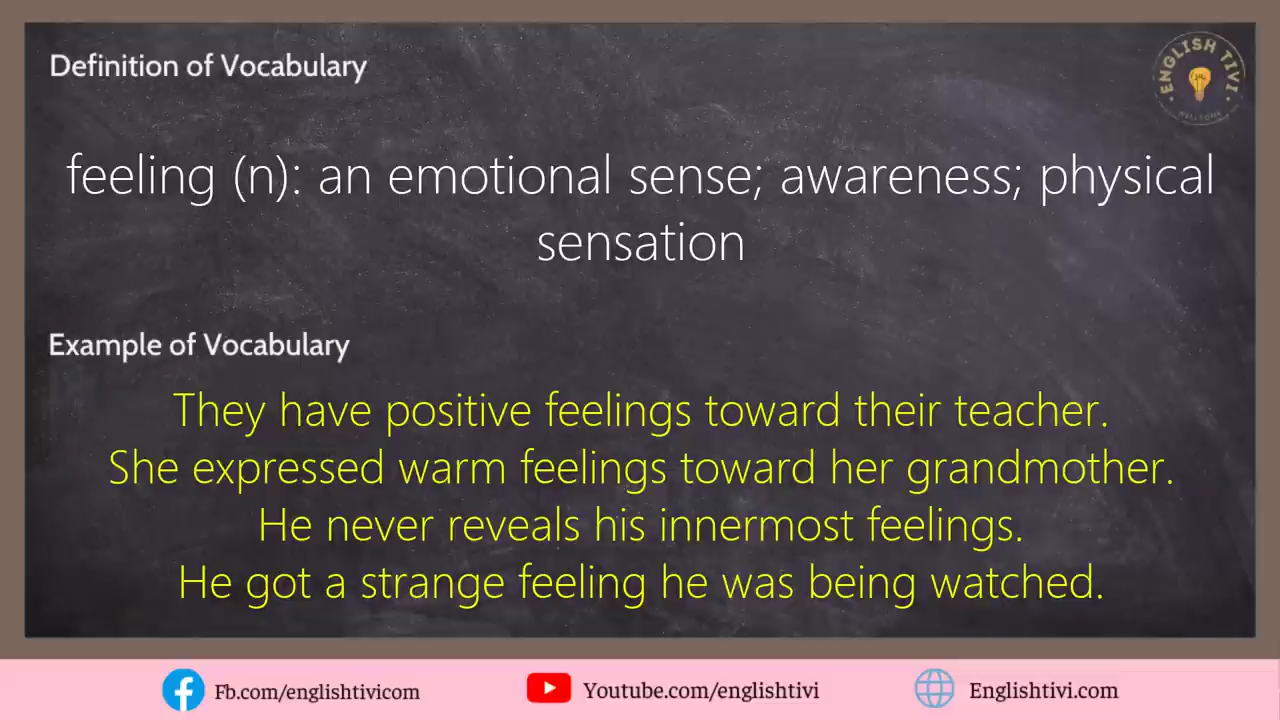 Definition of Vocabulary
ENGLISH TIVI
WELCOME
feeling (n): an emotional sense; awareness; physical
sensation
Example of Vocabulary
They have positive feelings toward their teacher.
She expressed warm feelings toward her grandmother.
He never reveals his innermost feelings.
He got a strange feeling he was being watched.
Fb.com/englishtivicom
Youtube.com/englishtivi
Englishtivi.com